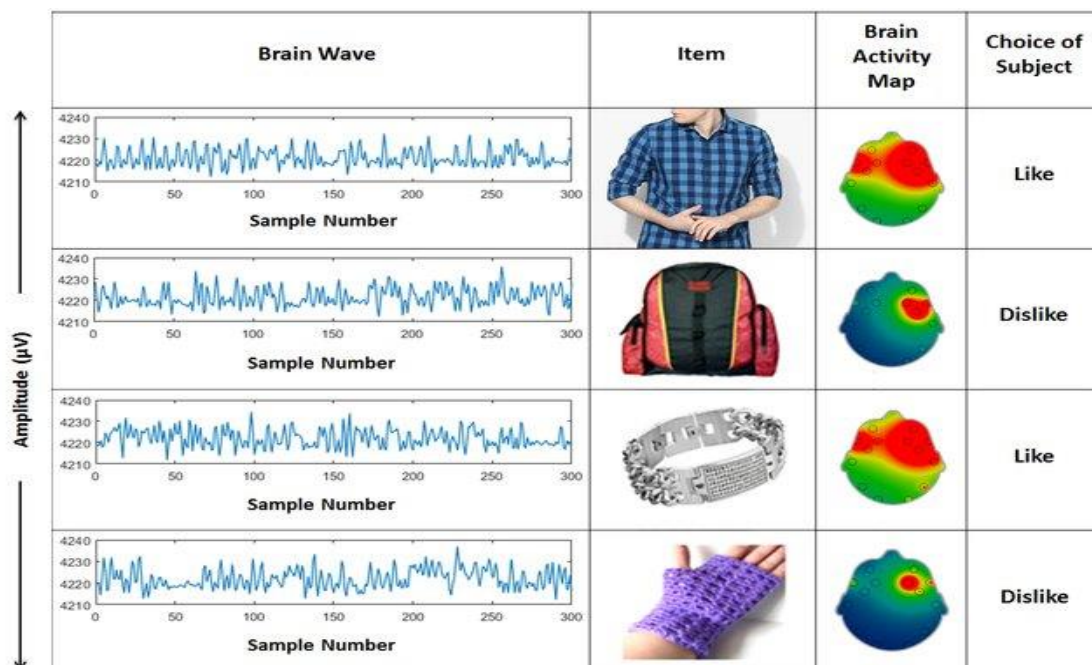 Brain Wave
Item
Brain
Activity
Map
Choice of
Subject
Amplitude (µV)
4240
4230
4220
4210
0 50 100 150 200 250 300
Sample Number
Like
4240
4230
4220
4210
0 50 100 150 200 250 300
Sample Number
Dislike
4240
4230
4220
4210
0 50 100 150 200 250 300
Sample Number
Like
4240
4230
4220
4210
0 50 100 150 200 250 300
Sample Number
Dislike